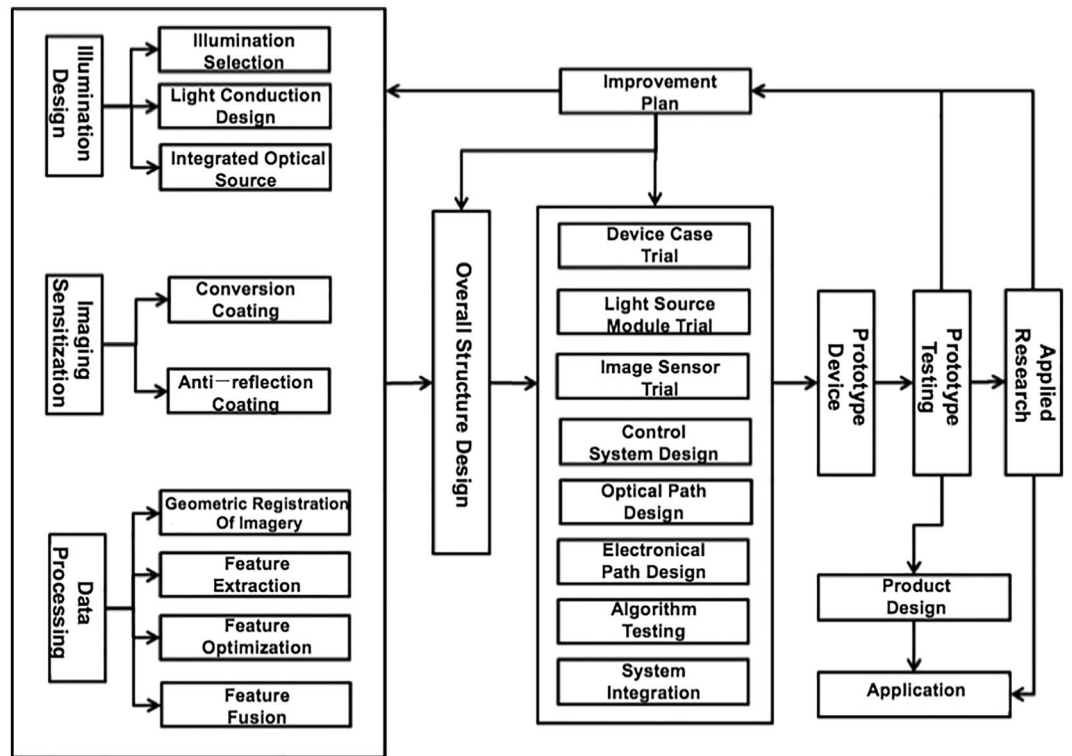 Illumination
Design
Illumination
Selection
Light Conduction
Design
Integrated Optical
Source
Imaging
Sensitization
Conversion
Coating
Anti－reflection
Coating
Data
Processing
Geometric Registration
Of Imagery
Feature
Extraction
Feature
Optimization
Feature
Fusion
Improvement
Plan
Overall Structure Design
Device Case
Trial
Light Source
Module Trial
Image Sensor
Trial
Control
System Design
Optical Path
Design
Electronical
Path Design
Algorithm
Testing
System
Integration
Prototype
Device
Prototype
Testing
Applied
Research
Product
Design
Application